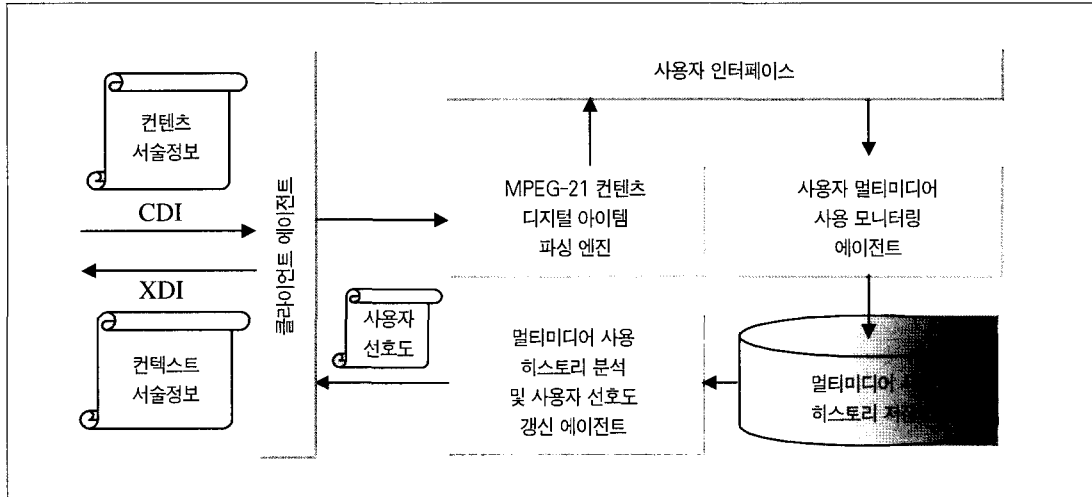 사용자 인터페이스
컨텐츠
서술정보
CDI
XDI
컨텍스트
서술정보
클라이언트 에이전트
MPEG-21 컨텐츠
디지털 아이템
파싱 엔진
사용자 멀티미디어
사용 모니터링
에이전트
사용자
선호도
멀티미디어 사용
히스토리 분석
및 사용자 선호도
갱신 에이전트
멀티미디어
히스토리